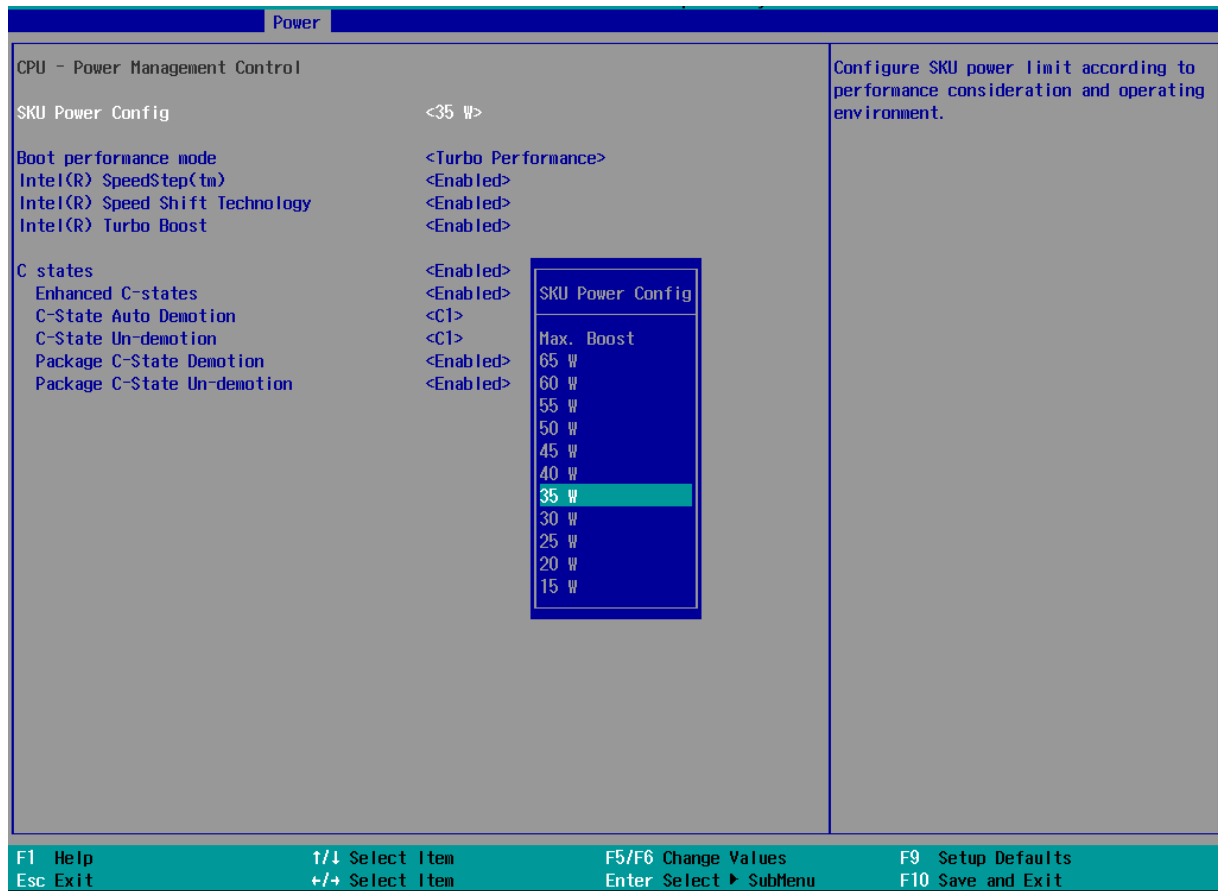 Power
CPU - Power Management Control
SKU Power Config <35 W>
Boot performance mode <Turbo Performance>
Intel(R) SpeedStep(tm) <Enabled>
Intel(R) Speed Shift Technology <Enabled>
Intel(R) Turbo Boost <Enabled>
C states <Enabled>
Enhanced C-states <Enabled>
C-State Auto Demotion <C1>
C-State Un-demotion <C1>
Package C-State Demotion <Enabled>
Package C-State Un-demotion <Enabled>
SKU Power Config
Max. Boost
65 W
60 W
55 W
50 W
45 W
40 W
35 W
30 W
25 W
20 W
15 W
Configure SKU power limit according to
performance consideration and operating
environment.
F1 Help ↑/↓ Select Item F5/F6 Change Values F9 Setup Defaults
Esc Exit ←/→ Select Item Enter Select ▶ SubMenu F10 Save and Exit